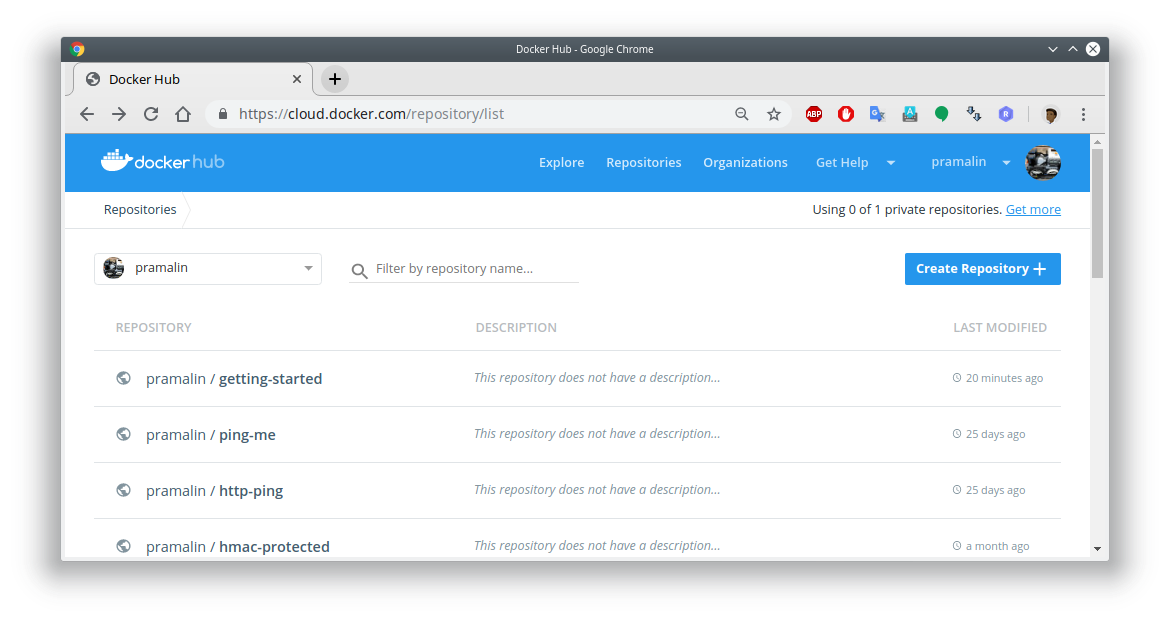 Docker Hub - Google Chrome
Docker Hub
https://cloud.docker.com/repository/list
ABP
G
A
R
docker hub
Explore Repositories Organizations Get Help pramalin
Repositories
Using 0 of 1 private repositories. Get more
pramalin
Filter by repository name...
Create Repository +
REPOSITORY DESCRIPTION LAST MODIFIED
pramalin / getting-started This repository does not have a description... 20 minutes ago
pramalin / ping-me This repository does not have a description... 25 days ago
pramalin / http-ping This repository does not have a description... 25 days ago
pramalin / hmac-protected This repository does not have a description... a month ago